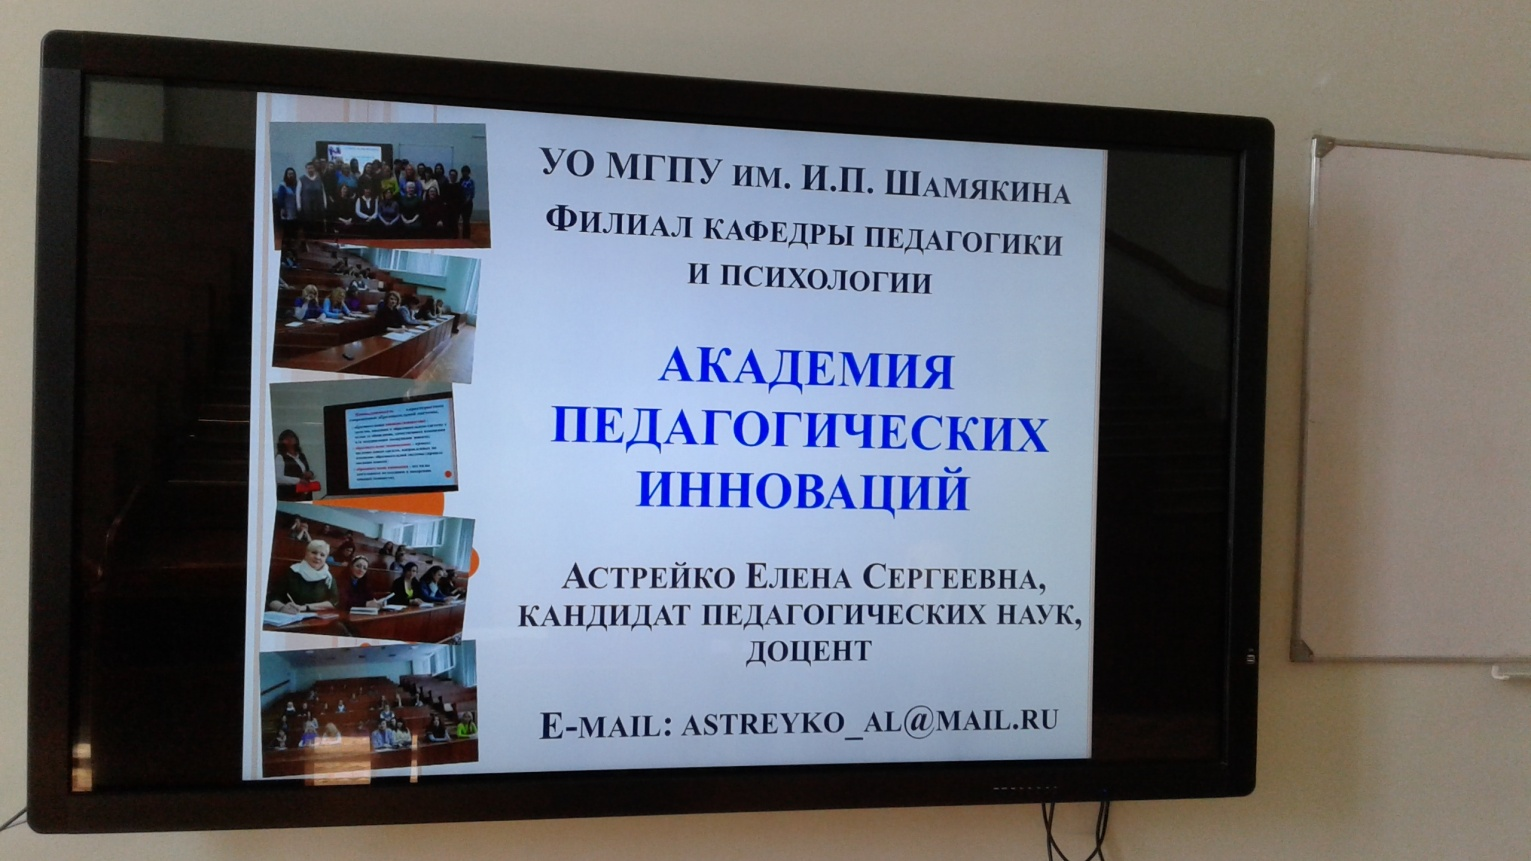 УО МГПУ им. И.П. Шамякина
Филиал кафедры педагогики
и психологии
АКАДЕМИЯ
ПЕДАГОГИЧЕСКИХ
ИННОВАЦИЙ
Астрейко Елена Сергеевна,
кандидат педагогических наук,
доцент
E-mail: astreyko_al@mail.ru